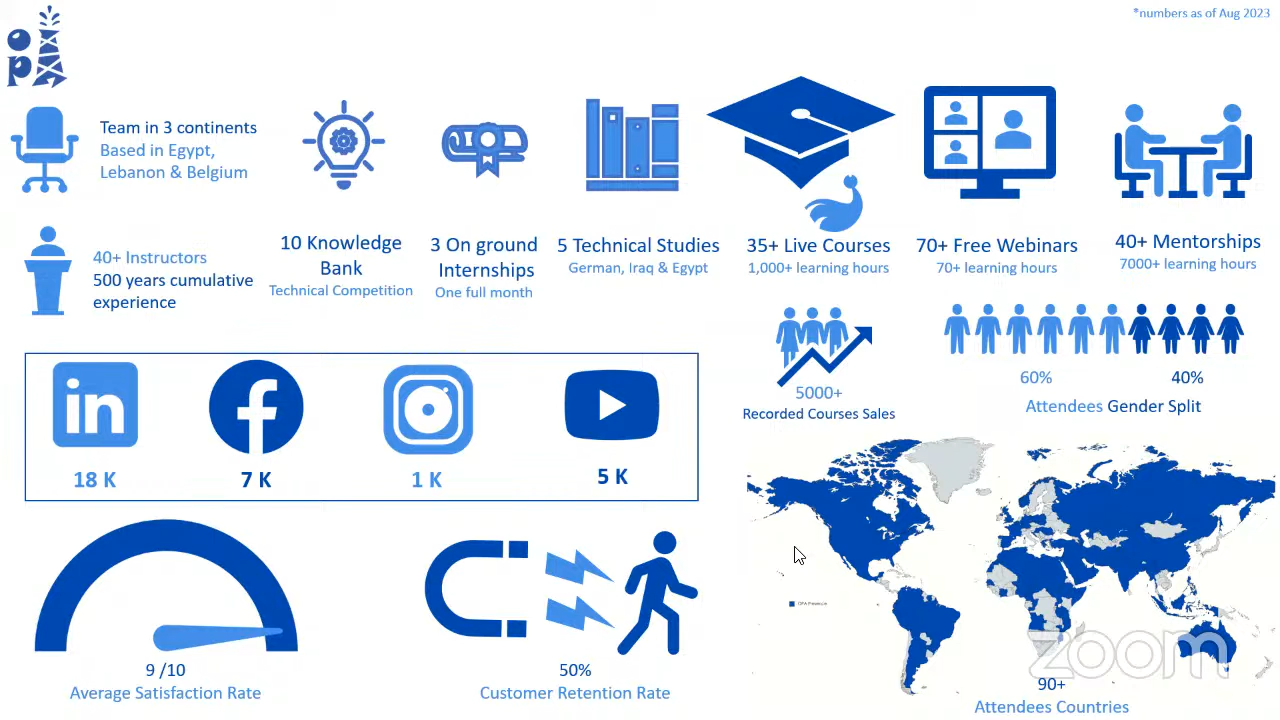 *numbers as of Aug 2023
OPA
Team in 3 continents
Based in Egypt,
Lebanon & Belgium
40+ Instructors
500 years cumulative
experience
10 Knowledge
Bank
Technical Competition
3 On ground
Internships
One full month
5 Technical Studies
German, Iraq & Egypt
35+ Live Courses
1,000+ learning hours
70+ Free Webinars
70+ learning hours
40+ Mentorships
7000+ learning hours
5000+
Recorded Courses Sales
60%
40%
Attendees Gender Split
in
f
18 K
7 K
1 K
5 K
9 /10
Average Satisfaction Rate
50%
Customer Retention Rate
zoom
90+
Attendees Countries